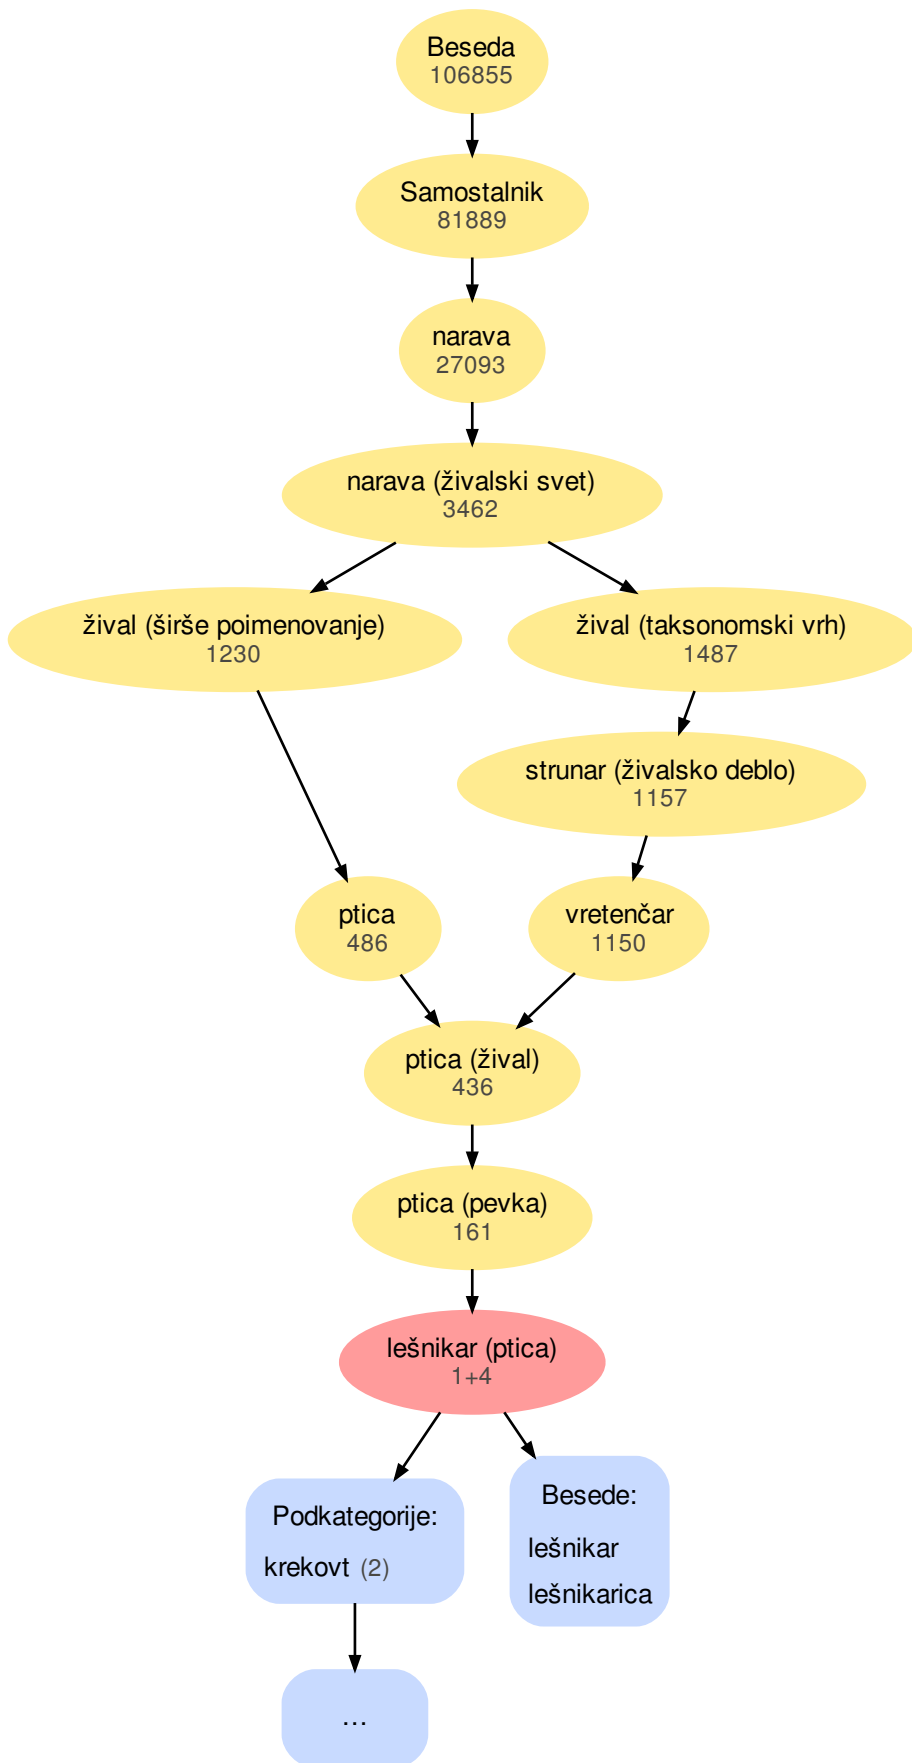 Beseda
106855
Samostalnik
81889
narava
27093
narava (živalski svet)
3462
žival (širše poimenovanje)
1230
žival (taksonomski vrh)
1487
strunar (živalsko deblo)
1157
ptica
486
vretenčar
1150
ptica (žival)
436
ptica (pevka)
161
lešnikar (ptica)
1+4
Podkategorije:
krekovt (2)
Besede:
lešnikar
lešnikarica
...